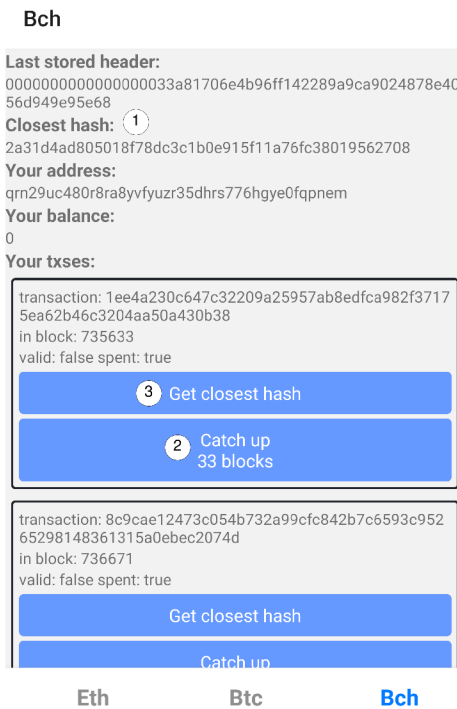 Bch
Last stored header:
0000000000000000033a81706e4b96ff142289a9ca9024878e40
56d949e95e68
Closest hash: 1
2a31d4ad805018f78dc3c1b0e915f11a76fc38019562708
Your address:
qrn29uc480r8ra8yvfyuzr35dhrs776hgye0fqpnem
Your balance:
0
Your txses:
transaction: 1ee4a230c647c32209a25957ab8edfca982f3717
5ea62b46c3204aa50a430b38
in block: 735633
valid: false spent: true
3 Get closest hash
2 Catch up
33 blocks
transaction: 8c9cae12473c054b732a99cfc842b7c6593c952
65298148361315a0ebec2074d
in block: 736671
valid: false spent: true
Get closest hash
Catch up
Eth Btc Bch